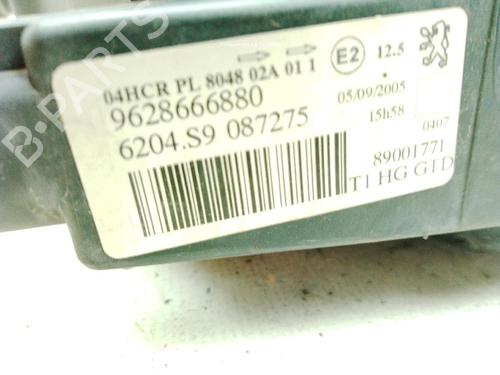 04HCR PL 8048 02A 01 1
E2 12.5
9628666880
05/09/2005
6204.S9 087275
15h58
0407
89001771
T1 HG G1D